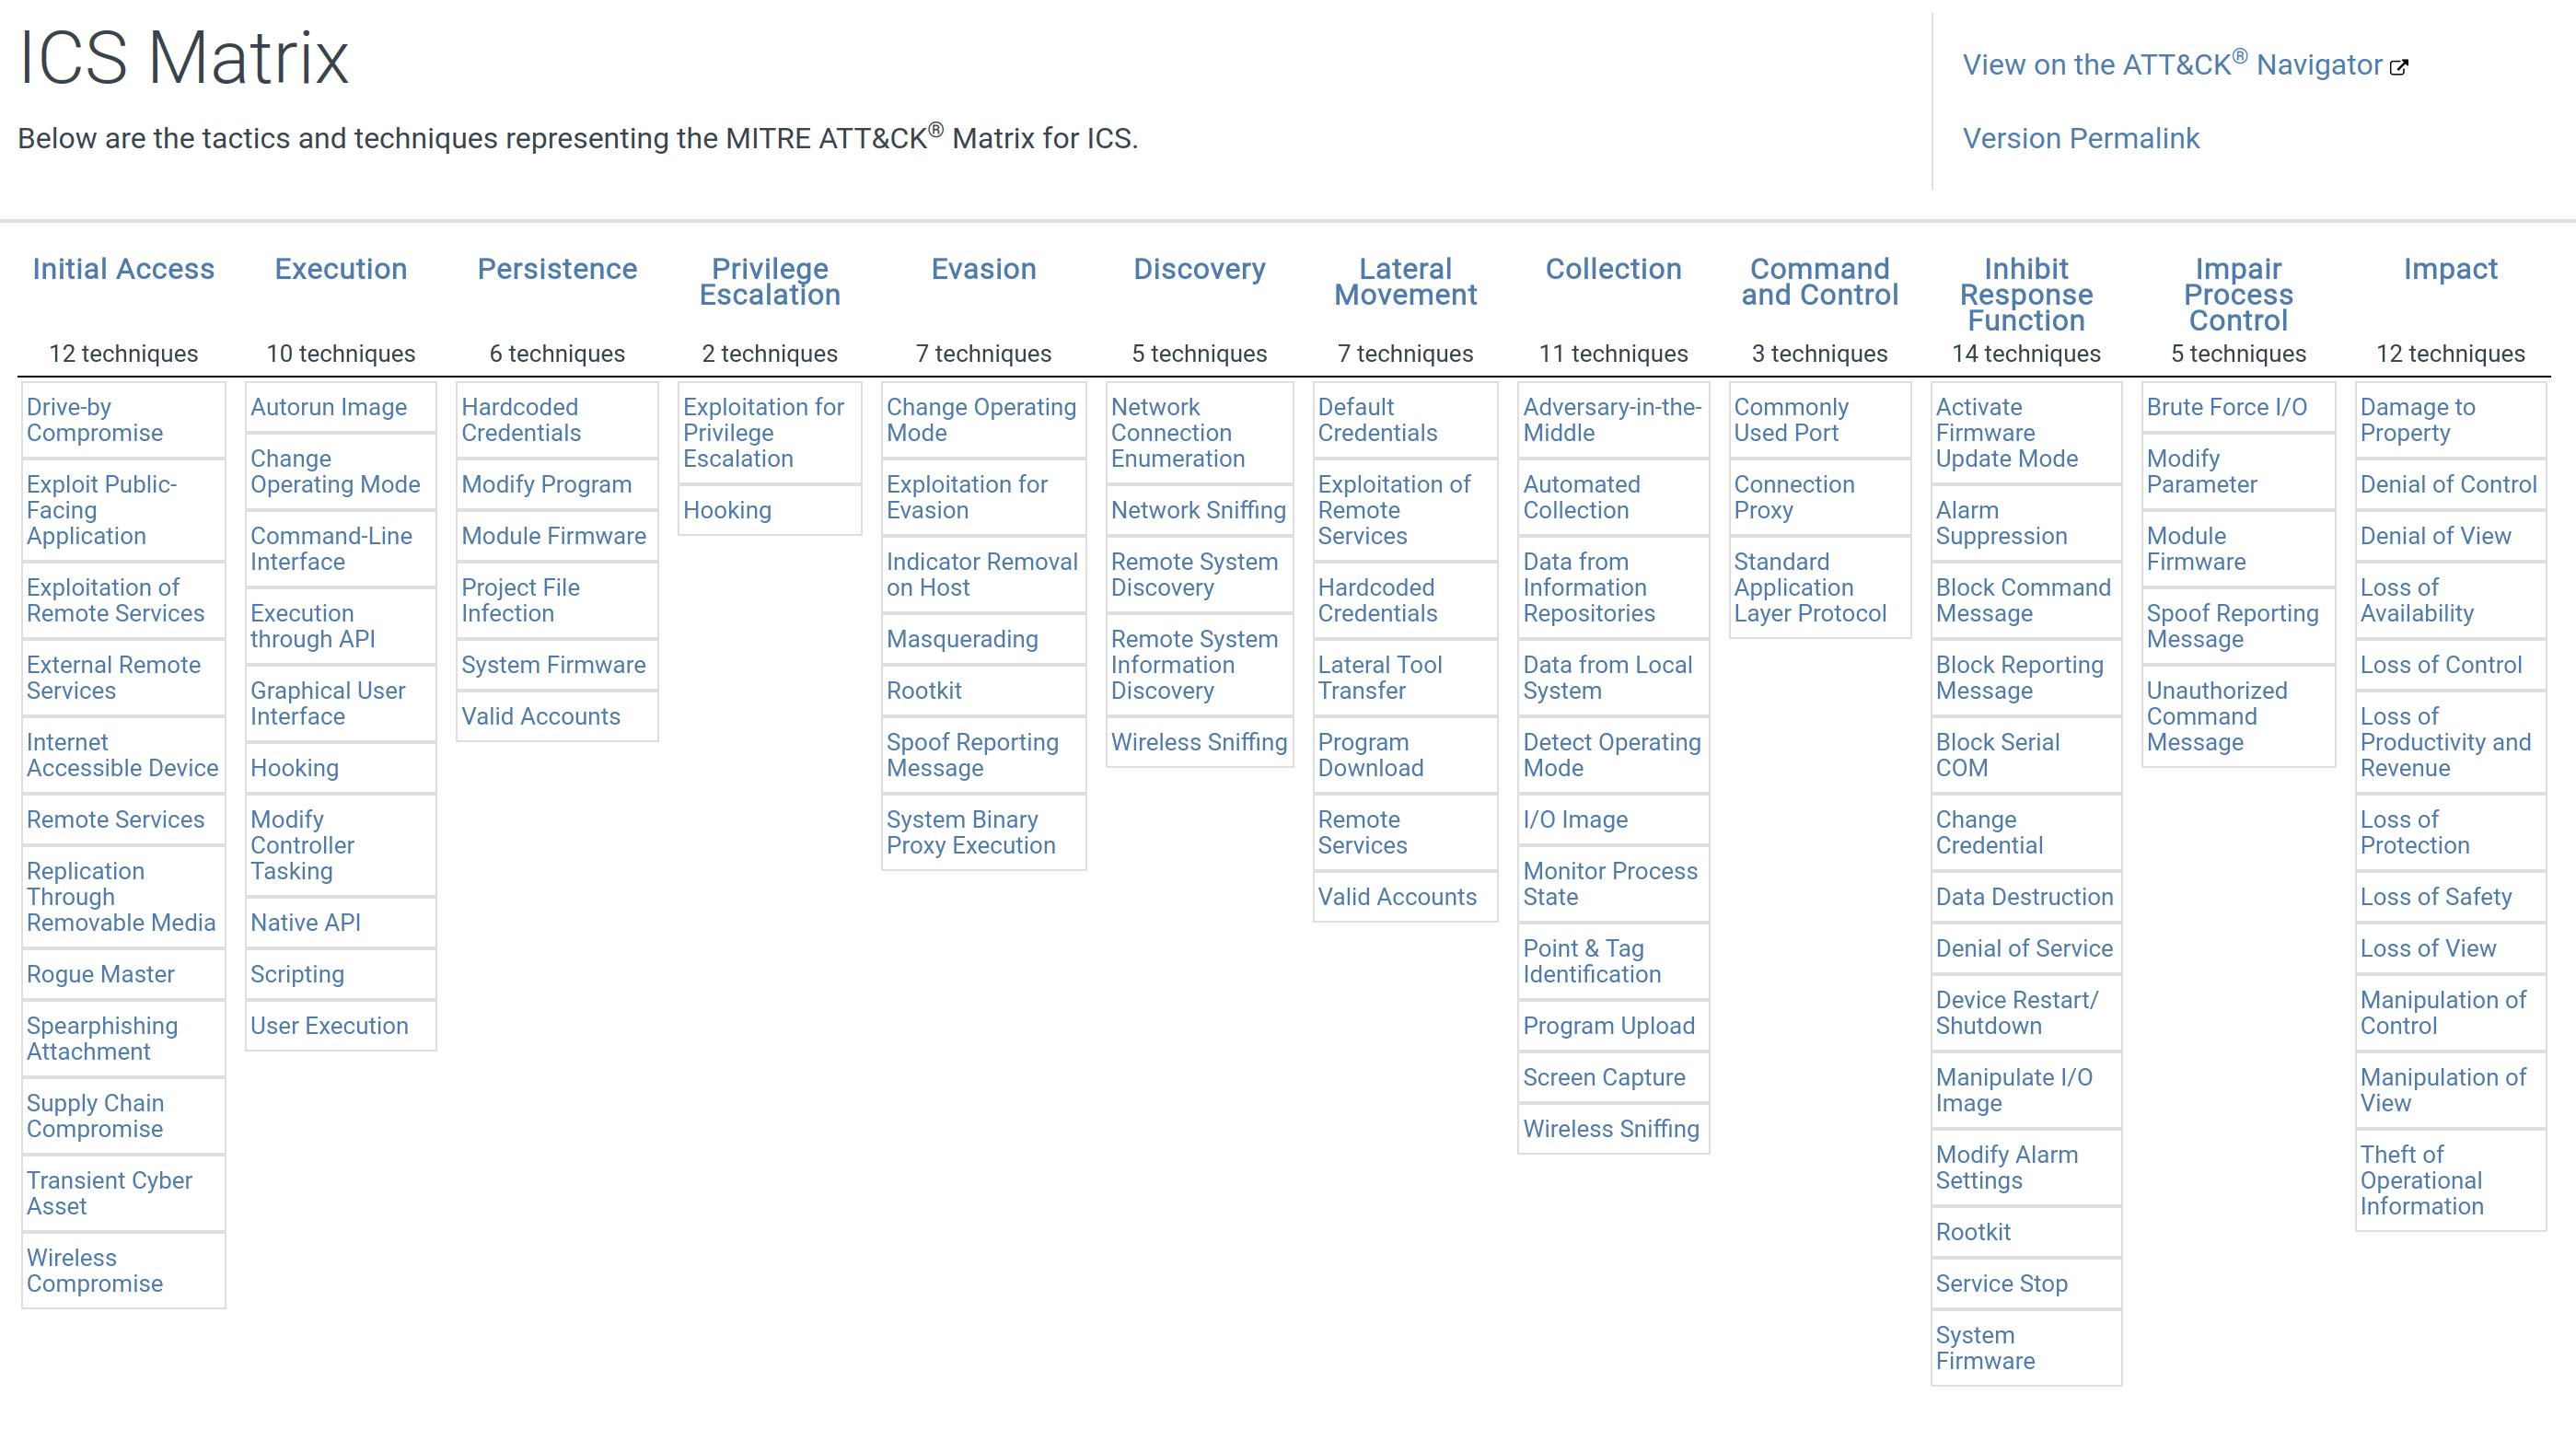 ICS Matrix
Below are the tactics and techniques representing the MITRE ATT&CK® Matrix for ICS.
View on the ATT&CK® Navigator
Version Permalink
Initial Access
12 techniques
Drive-by
Compromise
Exploit Public-
Facing
Application
Exploitation of
Remote Services
External Remote
Services
Internet
Accessible Device
Remote Services
Replication
Through
Removable Media
Rogue Master
Spearphishing
Attachment
Supply Chain
Compromise
Transient Cyber
Asset
Wireless
Compromise
Execution
10 techniques
Autorun Image
Change
Operating Mode
Command-Line
Interface
Execution
through API
Graphical User
Interface
Hooking
Modify
Controller
Tasking
Native API
Scripting
User Execution
Persistence
6 techniques
Hardcoded
Credentials
Modify Program
Module Firmware
Project File
Infection
System Firmware
Valid Accounts
Privilege
Escalation
2 techniques
Exploitation for
Privilege
Escalation
Hooking
Evasion
7 techniques
Change Operating
Mode
Exploitation for
Evasion
Indicator Removal
on Host
Masquerading
Rootkit
Spoof Reporting
Message
System Binary
Proxy Execution
Discovery
5 techniques
Network
Connection
Enumeration
Network Sniffing
Remote System
Discovery
Remote System
Information
Discovery
Wireless Sniffing
Lateral
Movement
7 techniques
Default
Credentials
Exploitation of
Remote
Services
Hardcoded
Credentials
Lateral Tool
Transfer
Program
Download
Remote
Services
Valid Accounts
Collection
11 techniques
Adversary-in-the-
Middle
Automated
Collection
Data from
Information
Repositories
Data from Local
System
Detect Operating
Mode
I/O Image
Monitor Process
State
Point & Tag
Identification
Program Upload
Screen Capture
Wireless Sniffing
Command
and Control
3 techniques
Commonly
Used Port
Connection
Proxy
Standard
Application
Layer Protocol
Inhibit
Response
Function
14 techniques
Activate
Firmware
Update Mode
Alarm
Suppression
Block Command
Message
Block Reporting
Message
Block Serial
COM
Change
Credential
Data Destruction
Denial of Service
Device Restart/
Shutdown
Manipulate I/O
Image
Modify Alarm
Settings
Rootkit
Service Stop
System
Firmware
Impair
Process
Control
5 techniques
Brute Force I/O
Modify
Parameter
Module
Firmware
Spoof Reporting
Message
Unauthorized
Command
Message
Impact
12 techniques
Damage to
Property
Denial of Control
Denial of View
Loss of
Availability
Loss of Control
Loss of
Productivity and
Revenue
Loss of
Protection
Loss of Safety
Loss of View
Manipulation of
Control
Manipulation of
View
Theft of
Operational
Information